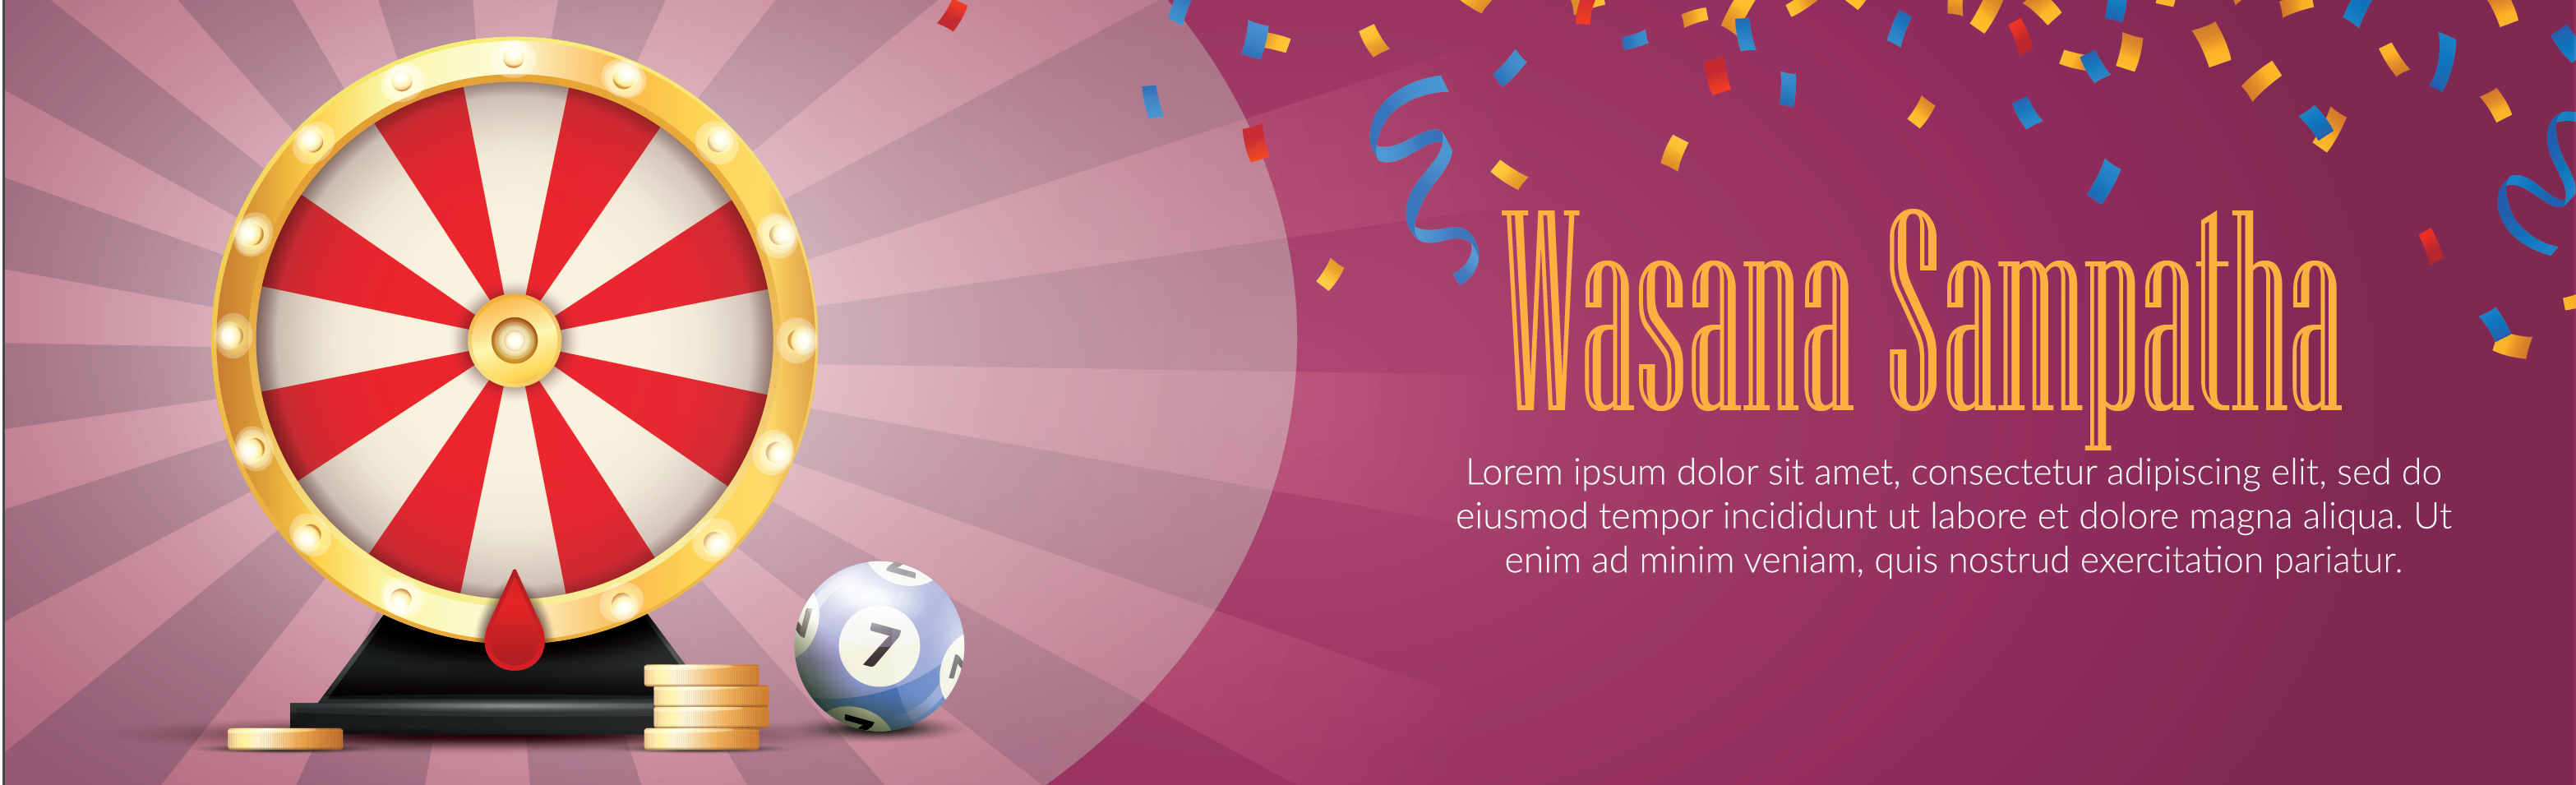 Wasana Sampatha
Lorem ipsum dolor sit amet, consectetur adipiscing elit, sed do
eiusmod tempor incididunt ut labore et dolore magna aliqua. Ut
enim ad minim veniam, quis nostrud exercitation pariatur.
7